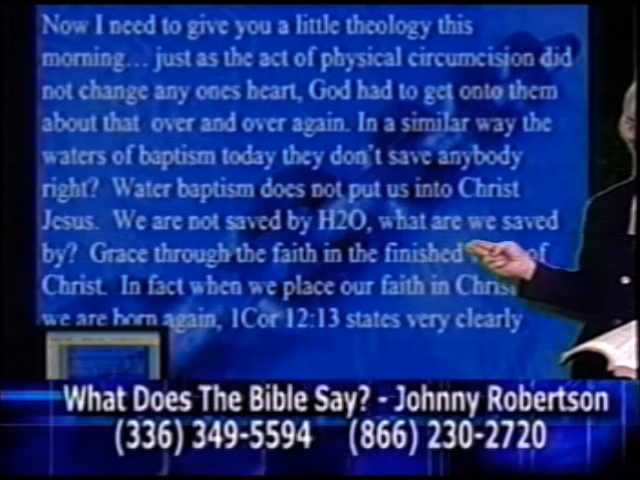 Now I need to give you a little theology this
morning... just as the act of physical circumcision did
not change any ones heart, God had to get onto them
about that over and over again. In a similar way the
waters of baptism today they don't save anybody
right? Water baptism does not put us into Christ
Jesus. We are not saved by H2O, what are we saved
by? Grace through the faith in the finished of
Christ. In fact when we place our faith in Chris
we are born again, 1Cor 12:13 states very clearly
What Does The Bible Say? - Johnny Robertson
(336) 349-5594 (866) 230-2720